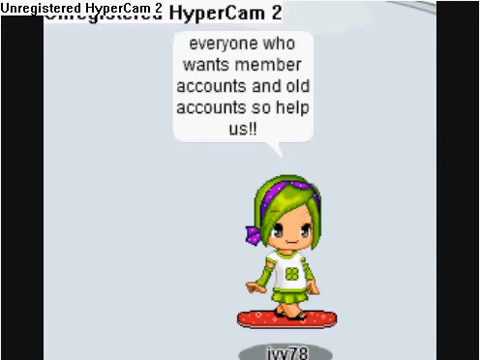 Unregistered HyperCam 2
Unregistered HyperCam 2
everyone who
wants member
accounts and old
accounts so help
us!!
ivy78